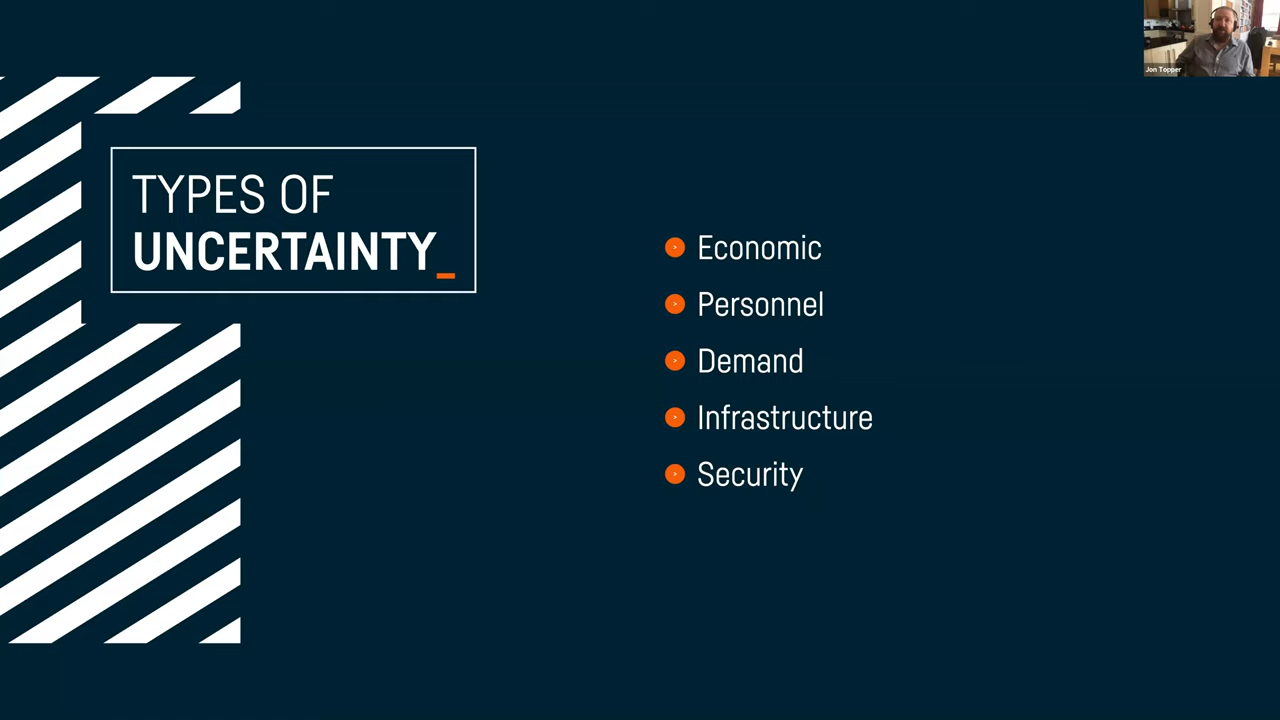 TYPES OF
UNCERTAINTY_
Economic
Personnel
Demand
Infrastructure
Security
Jon Topper